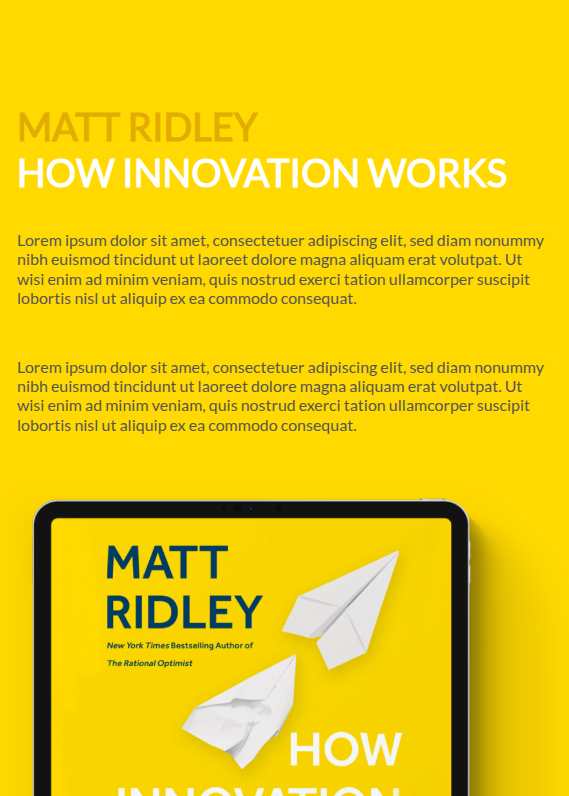 MATT RIDLEY
HOW INNOVATION WORKS
Lorem ipsum dolor sit amet, consectetuer adipiscing elit, sed diam nonummy
nibh euismod tincidunt ut laoreet dolore magna aliquam erat volutpat. Ut
wisi enim ad minim veniam, quis nostrud exerci tation ullamcorper suscipit
lobortis nisl ut aliquip ex ea commodo consequat.
Lorem ipsum dolor sit amet, consectetuer adipiscing elit, sed diam nonummy
nibh euismod tincidunt ut laoreet dolore magna aliquam erat volutpat. Ut
wisi enim ad minim veniam, quis nostrud exerci tation ullamcorper suscipit
lobortis nisl ut aliquip ex ea commodo consequat.
MATT
RIDLEY
New York Times Bestselling Author of
The Rational Optimist
HOW
INNOVATION